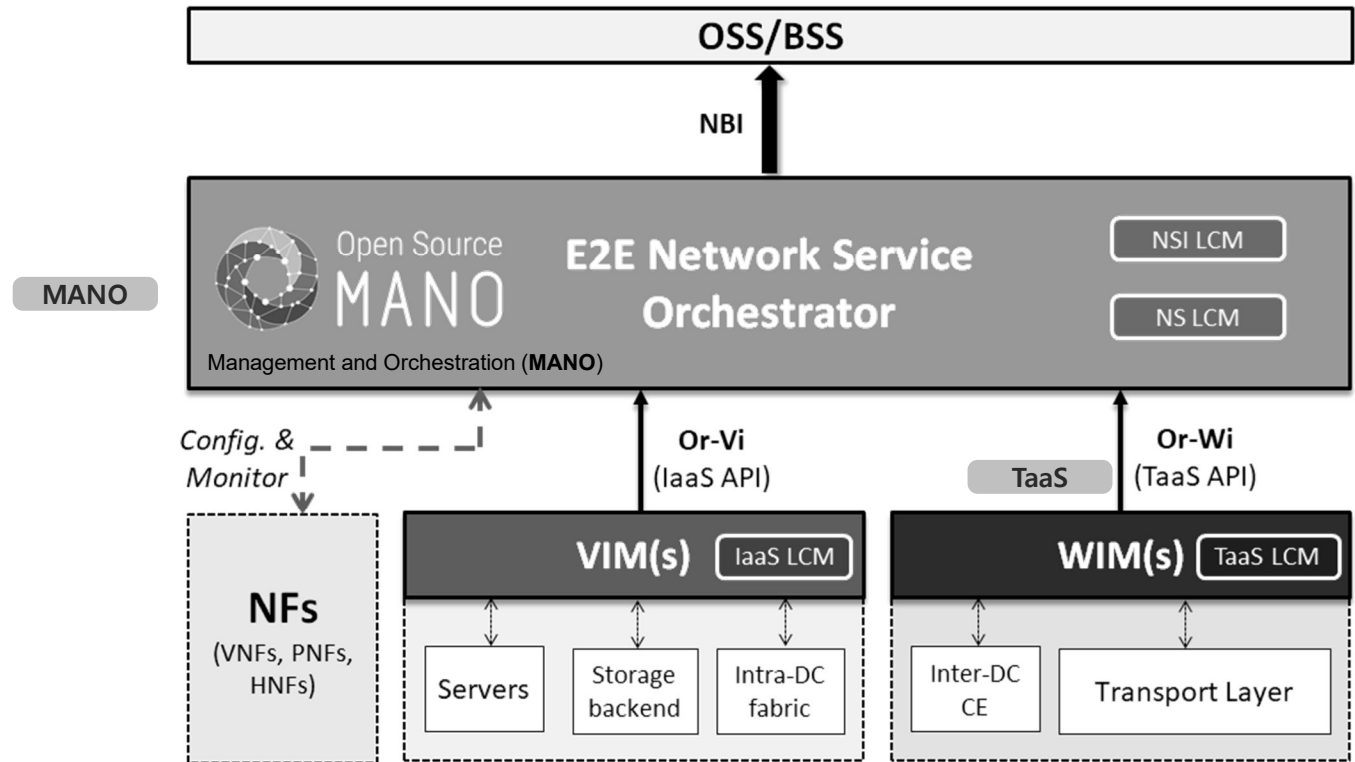 OSS/BSS
NBI
MANO
Open Source
MANO
E2E Network Service
Orchestrator
NSI LCM
NS LCM
Management and Orchestration (MANO)
Config. &
Monitor
Or-Vi
(IaaS API)
TaaS
Or-Wi
(TaaS API)
NFs
(VNFs, PNFs,
HNFs)
VIM(s)
IaaS LCM
Servers
Storage
backend
Intra-DC
fabric
WIM(s)
TaaS LCM
Inter-DC
CE
Transport Layer